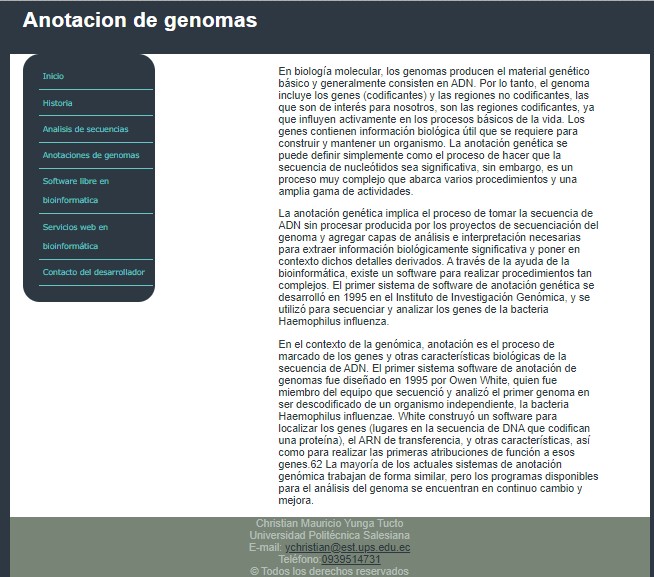 Anotacion de genomas
Inicio
Historia
Analisis de secuencias
Anotaciones de genomas
Software libre en
bioinformatica
Servicios web en
bioinformática
Contacto del desarrollador
En biología molecular, los genomas producen el material genético
básico y generalmente consisten en ADN. Por lo tanto, el genoma
incluye los genes (codificantes) y las regiones no codificantes, las
que son de interés para nosotros, son las regiones codificantes, ya
que influyen activamente en los procesos básicos de la vida. Los
genes contienen información biológica útil que se requiere para
construir y mantener un organismo. La anotación genética se
puede definir simplemente como el proceso de hacer que la
secuencia de nucleótidos sea significativa, sin embargo, es un
proceso muy complejo que abarca varios procedimientos y una
amplia gama de actividades.
La anotación genética implica el proceso de tomar la secuencia de
ADN sin procesar producida por los proyectos de secuenciación del
genoma y agregar capas de análisis e interpretación necesarias
para extraer información biológicamente significativa y poner en
contexto dichos detalles derivados. A través de la ayuda de la
bioinformática, existe un software para realizar procedimientos tan
complejos. El primer sistema de software de anotación genética se
desarrolló en 1995 en el Instituto de Investigación Genómica, y se
utilizó para secuenciar y analizar los genes de la bacteria
Haemophilus influenza.
En el contexto de la genómica, anotación es el proceso de
marcado de los genes y otras características biológicas de la
secuencia de ADN. El primer sistema software de anotación de
genomas fue diseñado en 1995 por Owen White, quien fue
miembro del equipo que secuenció y analizó el primer genoma en
ser descodificado de un organismo independiente, la bacteria
Haemophilus influenzae. White construyó un software para
localizar los genes (lugares en la secuencia de DNA que codifican
una proteína), el ARN de transferencia, y otras características, así
como para realizar las primeras atribuciones de función a esos
genes.62 La mayoría de los actuales sistemas de anotación
genómica trabajan de forma similar, pero los programas disponibles
para el análisis del genoma se encuentran en continuo cambio y
mejora.
Christian Mauricio Yunga Tucto
Universidad Politécnica Salesiana
E-mail: ychristian@est.ups.edu.ec
Teléfono:0939514731
© Todos los derechos reservados